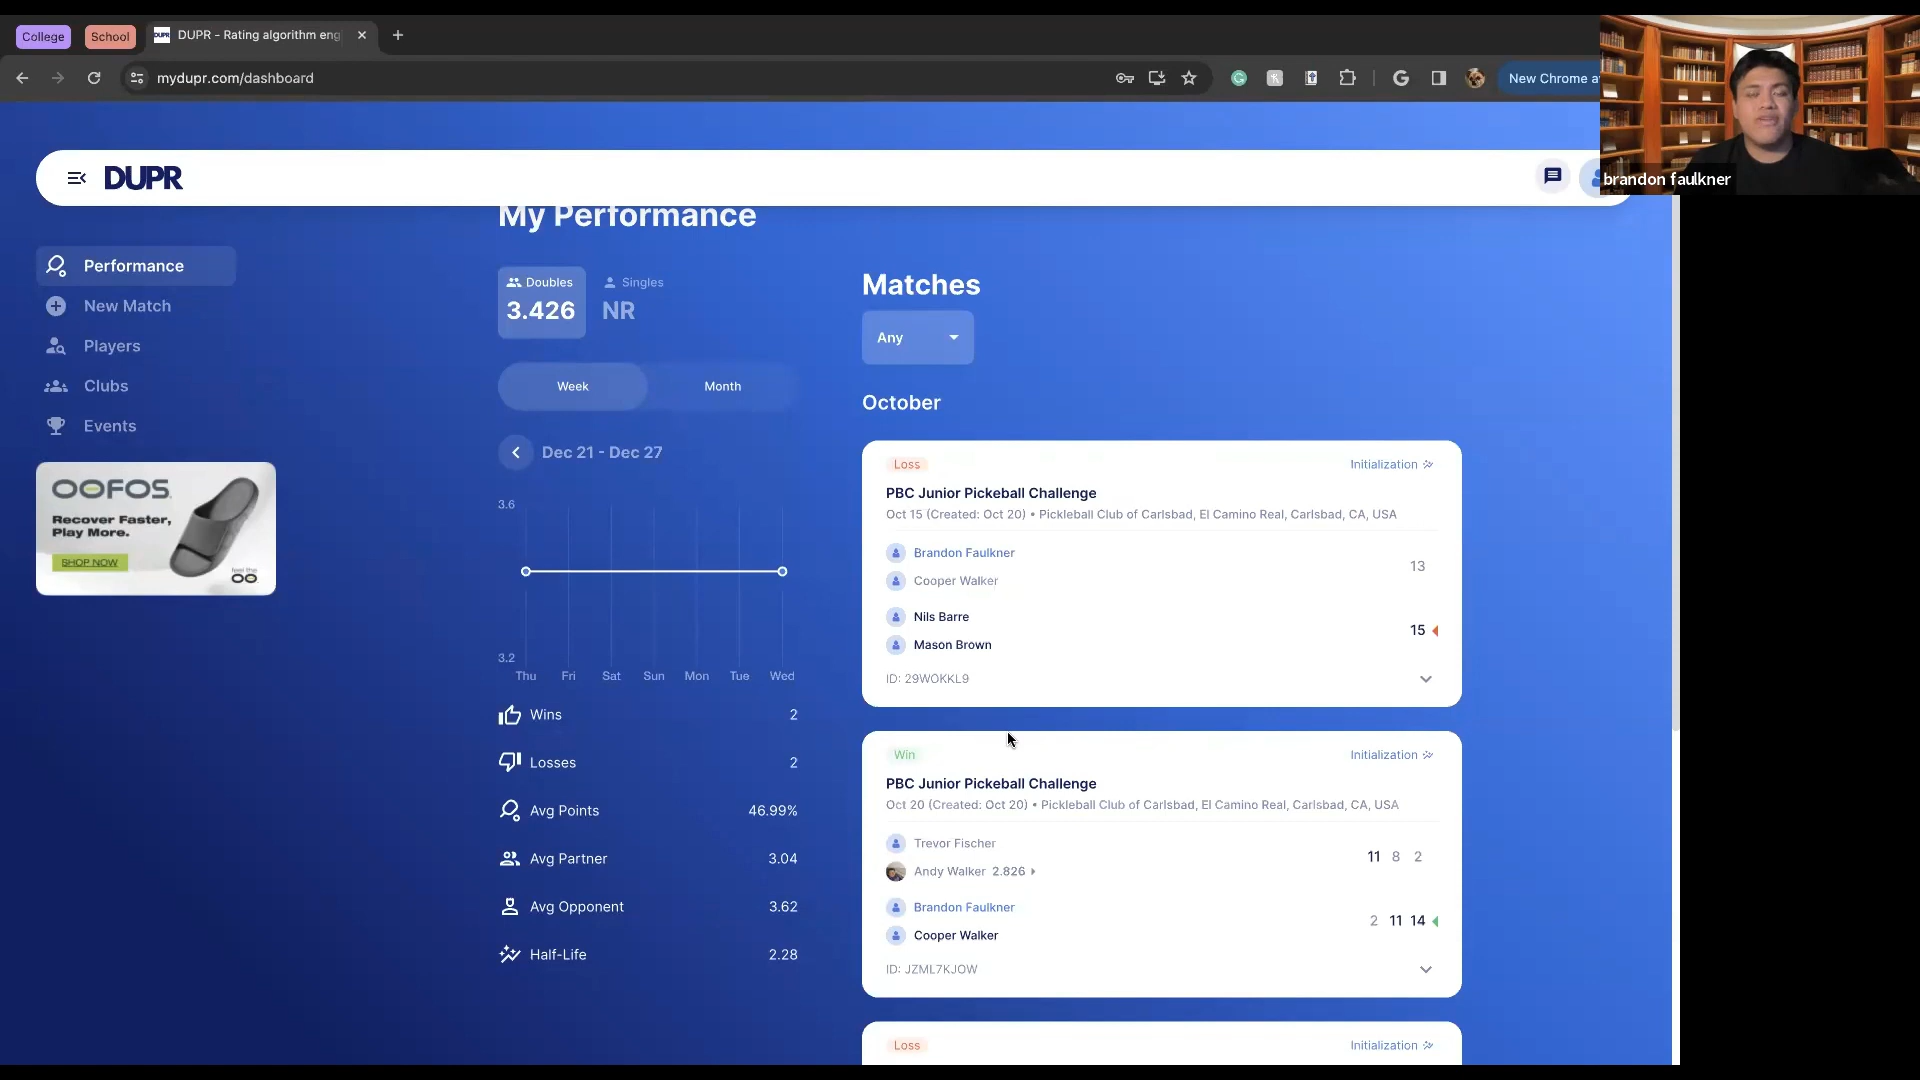 College
School
DUPR - Rating algorithm eng
mydupr.com/dashboard
New Chrome a
brandon faulkner
DUPR
My Performance
Performance
New Match
Players
Clubs
Events
OOFOS
Recover Faster,
Play More.
SHOP NOW
feel the
OO
Doubles
3.426
Singles
NR
Week
Month
Dec 21 - Dec 27
3.6
3.2
Thu Fri Sat Sun Mon Tue Wed
Wins 2
Losses 2
Avg Points 46.99%
Avg Partner 3.04
Avg Opponent 3.62
Half-Life 2.28
Matches
Any
October
Loss Initialization
PBC Junior Pickeball Challenge
Oct 15 (Created: Oct 20) • Pickleball Club of Carlsbad, El Camino Real, Carlsbad, CA, USA
Brandon Faulkner
13
Cooper Walker
Nils Barre
15
Mason Brown
ID: 29WOKKL9
Win Initialization
PBC Junior Pickeball Challenge
Oct 20 (Created: Oct 20) • Pickleball Club of Carlsbad, El Camino Real, Carlsbad, CA, USA
Trevor Fischer
11 8 2
Andy Walker 2.826
Brandon Faulkner
2 11 14
Cooper Walker
ID: JZML7KJOW
Loss Initialization